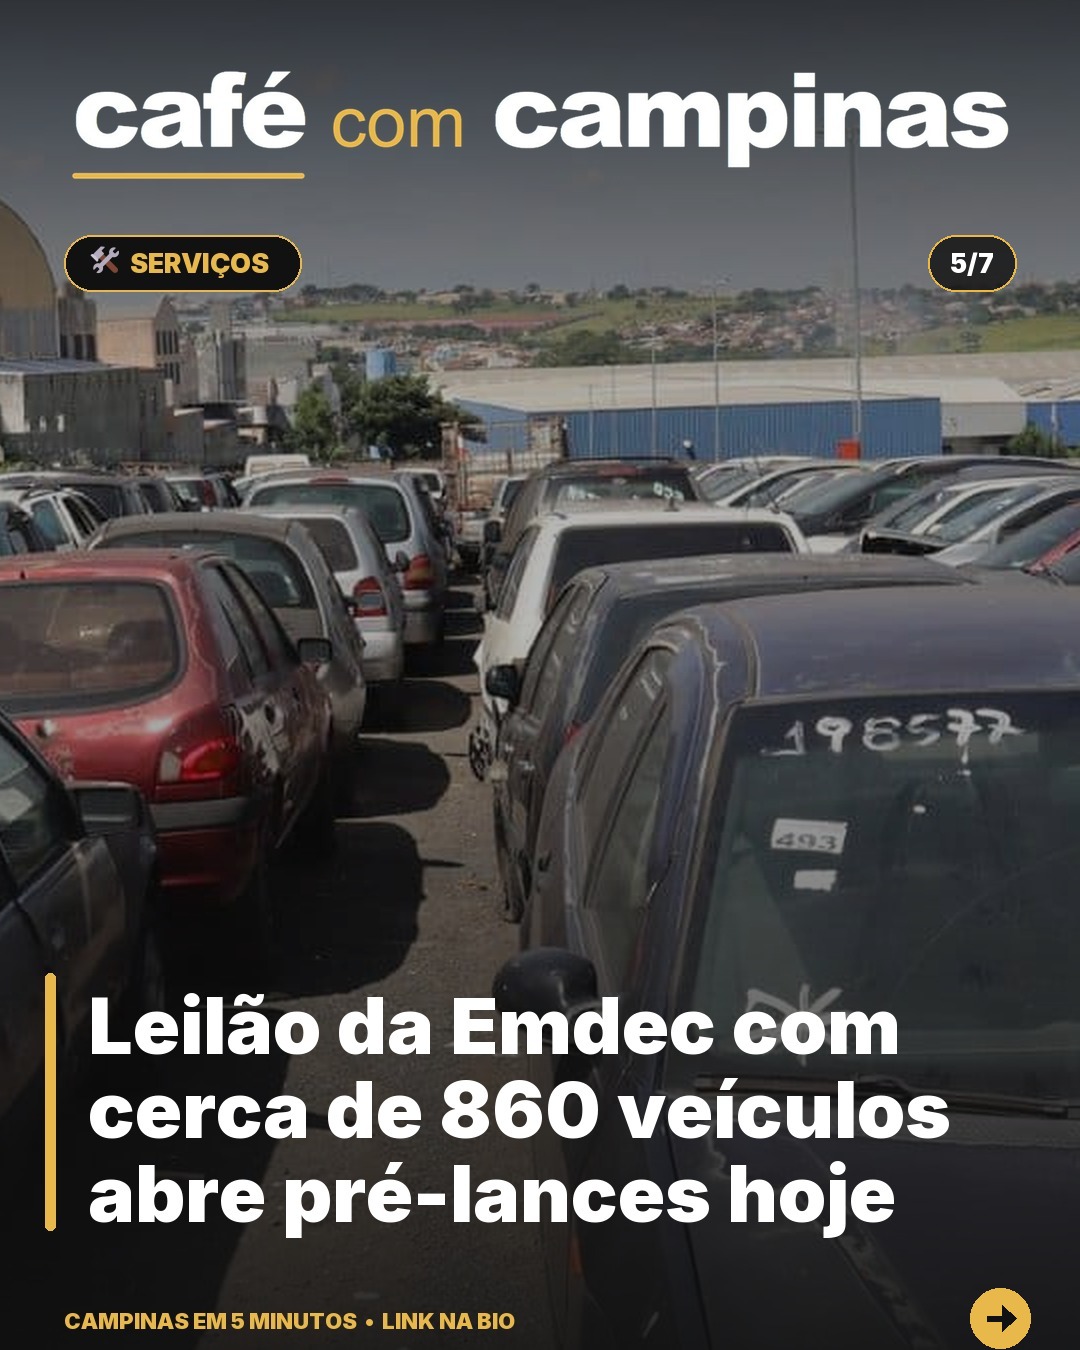 café com campinas
🛠 SERVIÇOS
5/7
198577
493
Leilão da Emdec com
cerca de 860 veículos
abre pré-lances hoje
CAMPINAS EM 5 MINUTOS • LINK NA BIO